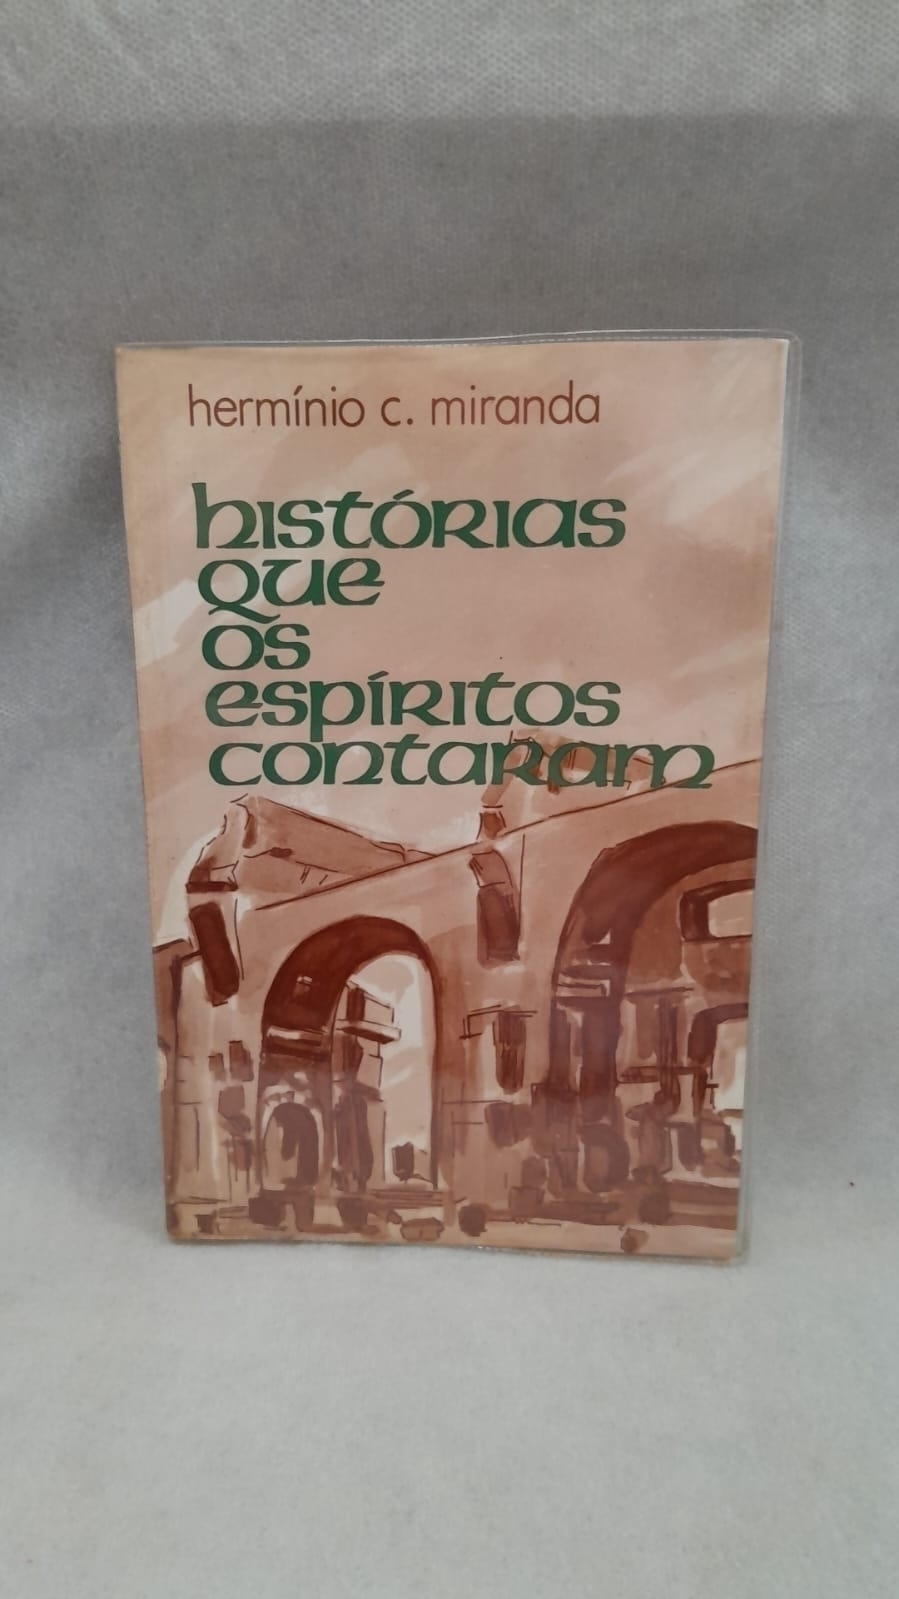 hermínio c. miranda
histórias
que
os
espíritos
contaram